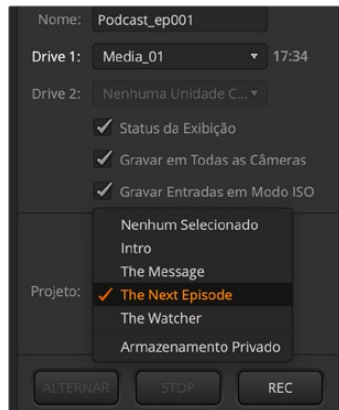 Nome: Podcast_ep001
Drive 1: Media_01 17:34
Drive 2: Nenhuma Unidade C...
Status da Exibição
Gravar em Todas as Câmeras
Gravar Entradas em Modo ISO
Nenhum Selecionado
Intro
The Message
Projeto: The Next Episode
The Watcher
Armazenamento Privado
ALTERNAR STOP REC